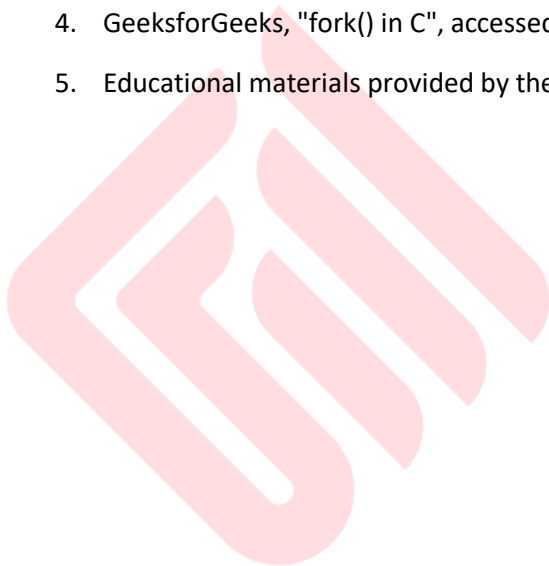 4. GeeksforGeeks, "fork() in C", accessed
5. Educational materials provided by the